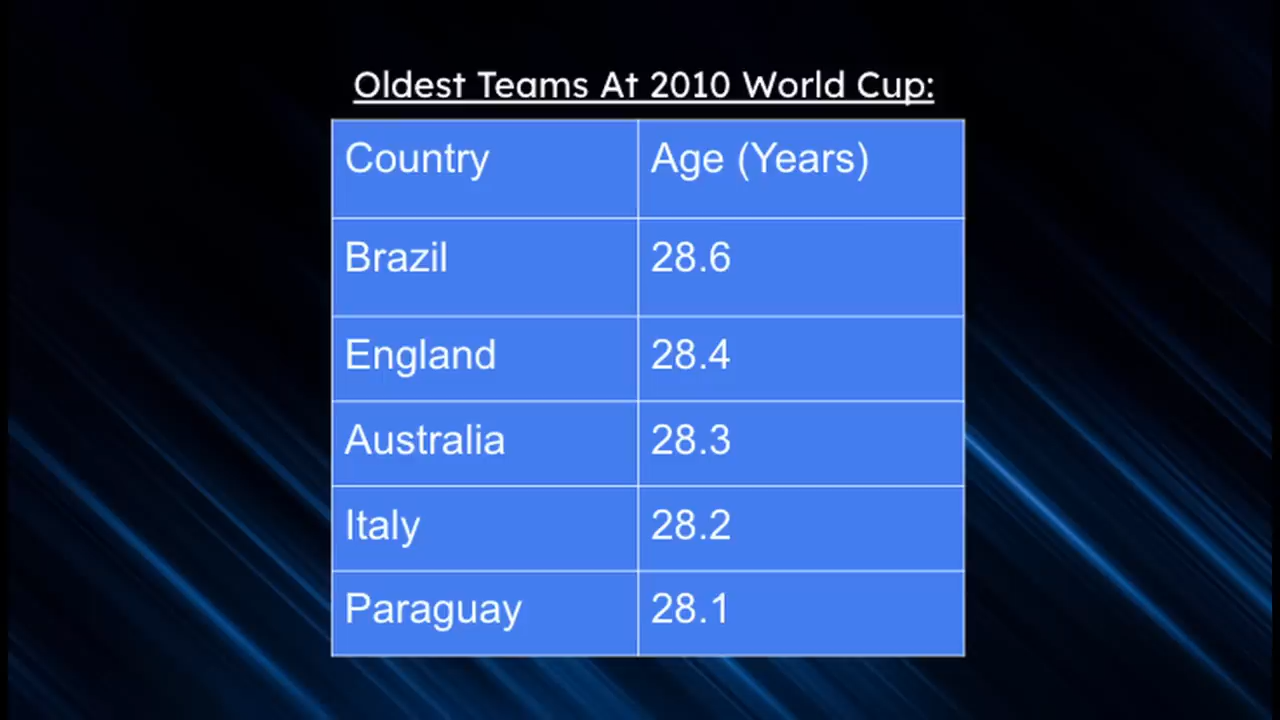 Oldest Teams At 2010 World Cup:
Country Age (Years)
Brazil 28.6
England 28.4
Australia 28.3
Italy 28.2
Paraguay 28.1